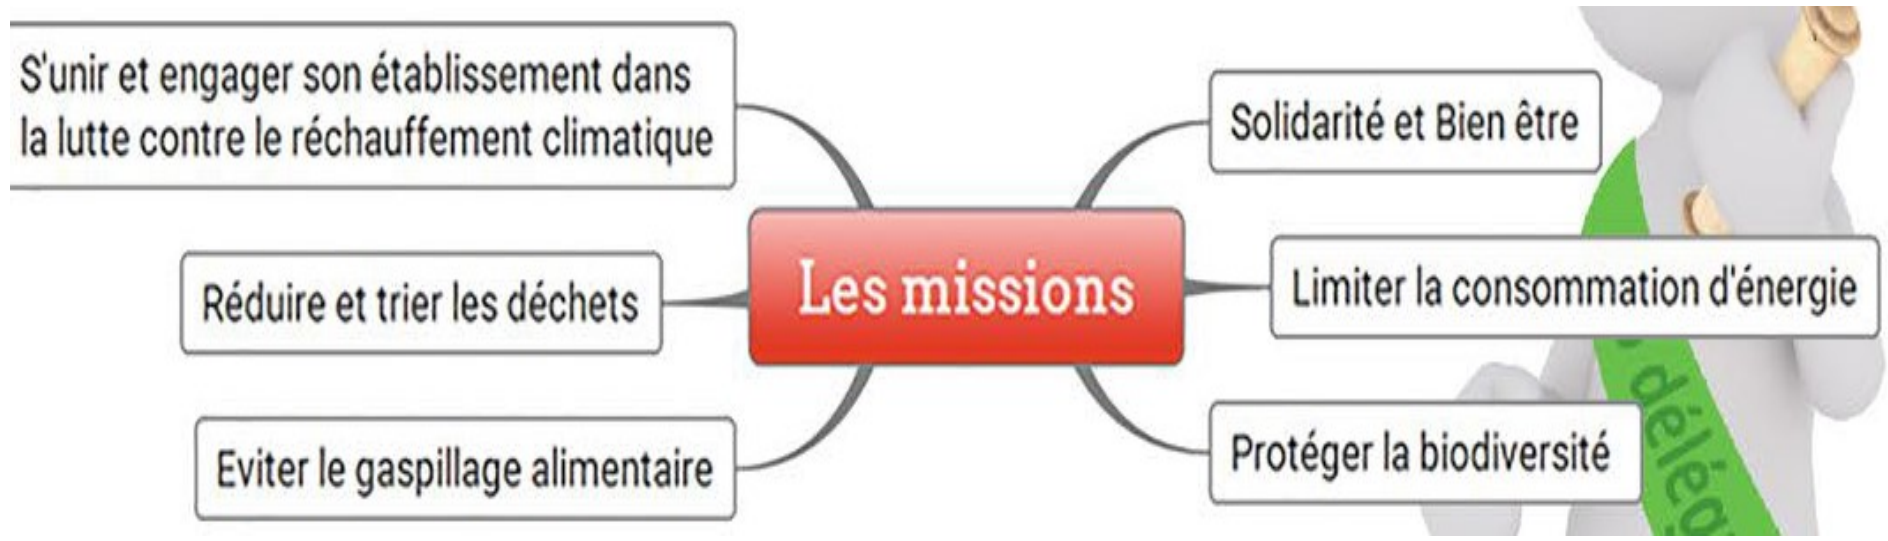 S'unir et engager son établissement dans
la lutte contre le réchauffement climatique
Réduire et trier les déchets
Eviter le gaspillage alimentaire
Les missions
Solidarité et Bien être
Limiter la consommation d'énergie
Protéger la biodiversité